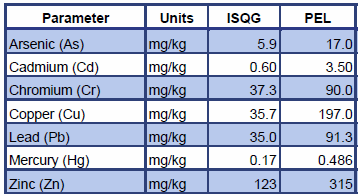 Parameter Units ISQG PEL
Arsenic (As) mg/kg 5.9 17.0
Cadmium (Cd) mg/kg 0.60 3.50
Chromium (Cr) mg/kg 37.3 90.0
Copper (Cu) mg/kg 35.7 197.0
Lead (Pb) mg/kg 35.0 91.3
Mercury (Hg) mg/kg 0.17 0.486
Zinc (Zn) mg/kg 123 315